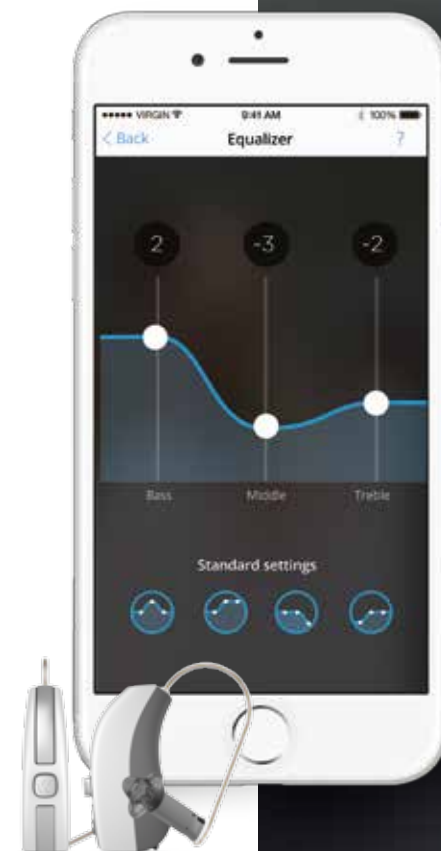 VIRGIN 9:41 AM 100%
< Back Equalizer ?
2 -3 -2
Bass Middle Treble
Standard settings